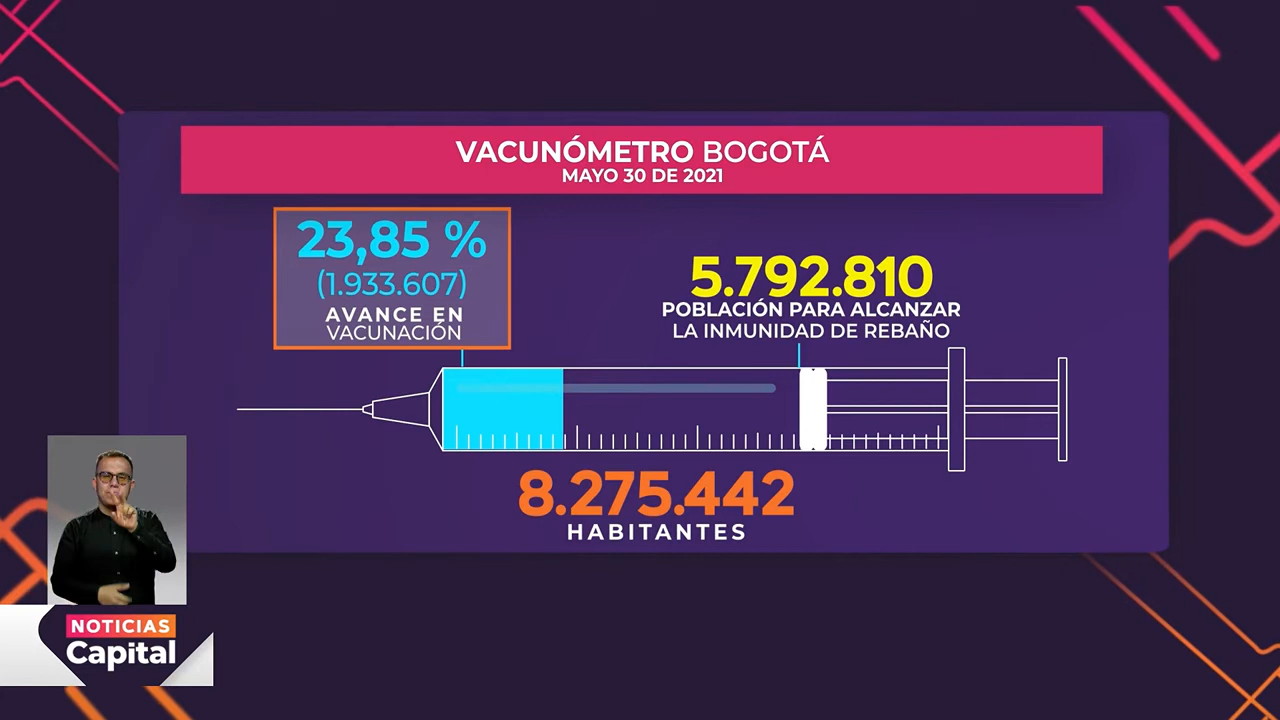 VACUNÓMETRO BOGOTÁ
MAYO 30 DE 2021
23,85 %
(1.933.607)
AVANCE EN
VACUNACIÓN
5.792.810
POBLACIÓN PARA ALCANZAR
LA INMUNIDAD DE REBAÑO
8.275.442
HABITANTES
NOTICIAS
Capital